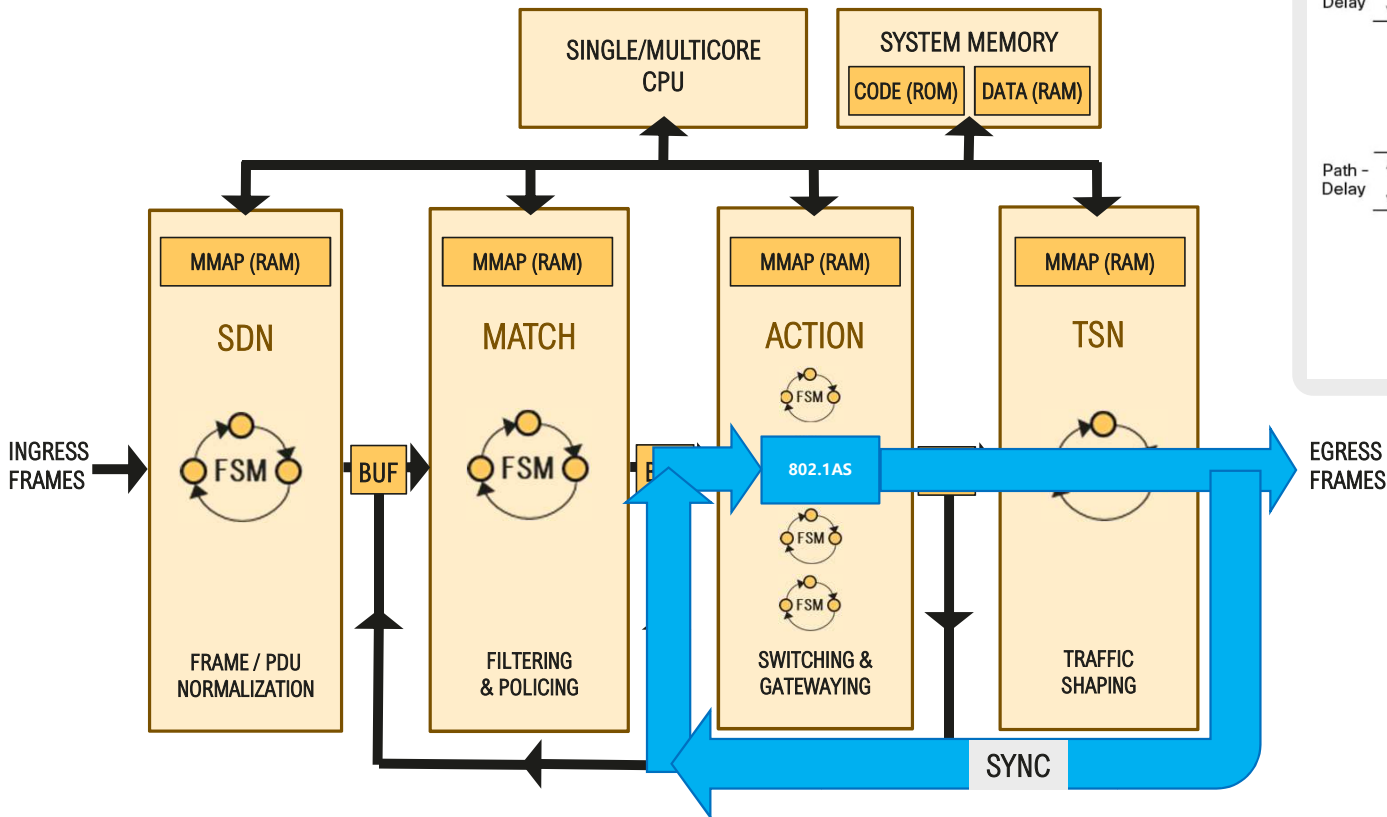 Delay
SINGLE/MULTICORE
CPU
SYSTEM MEMORY
CODE (ROM)
DATA (RAM)
Path -
Delay
MMAP (RAM)
MMAP (RAM)
MMAP (RAM)
MMAP (RAM)
SDN
MATCH
ACTION
TSN
FSM
INGRESS
FRAMES
FSM
BUF
FSM
802.1AS
EGRESS
FRAMES
FSM
FSM
FRAME / PDU
NORMALIZATION
FILTERING
& POLICING
SWITCHING &
GATEWAYING
TRAFFIC
SHAPING
SYNC